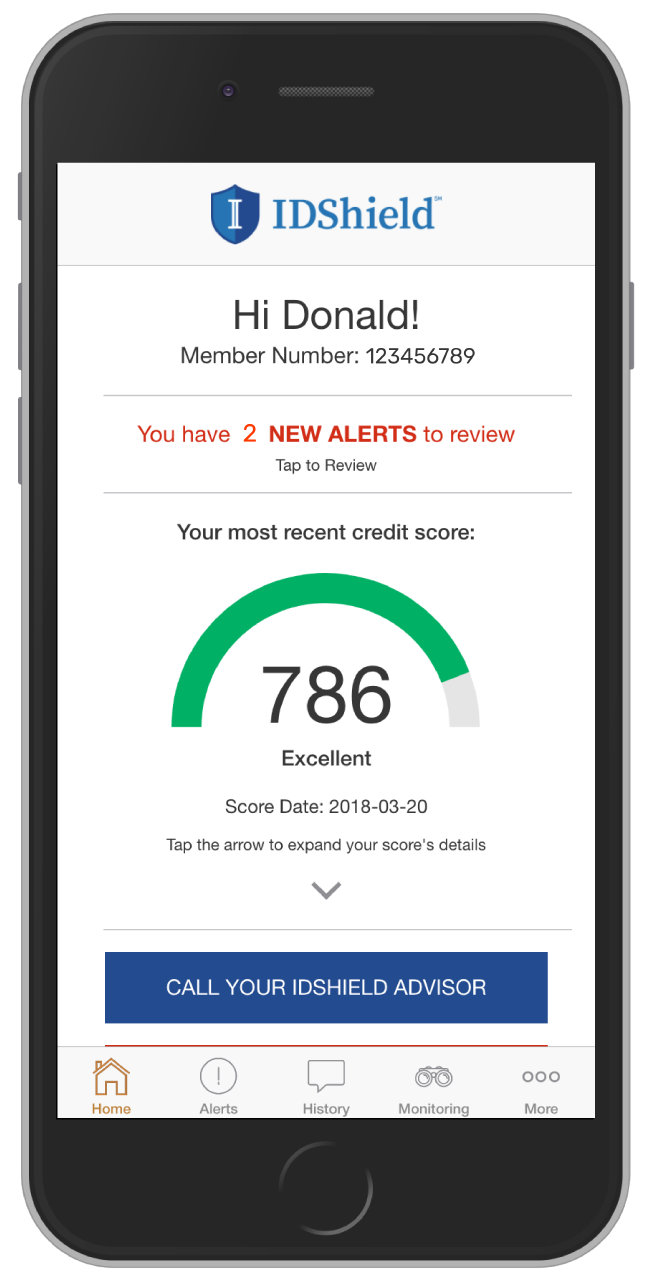 IDShield℠
Hi Donald!
Member Number: 123456789
You have 2 NEW ALERTS to review
Tap to Review
Your most recent credit score:
786
Excellent
Score Date: 2018-03-20
Tap the arrow to expand your score's details
CALL YOUR IDSHIELD ADVISOR
Home Alerts History Monitoring More